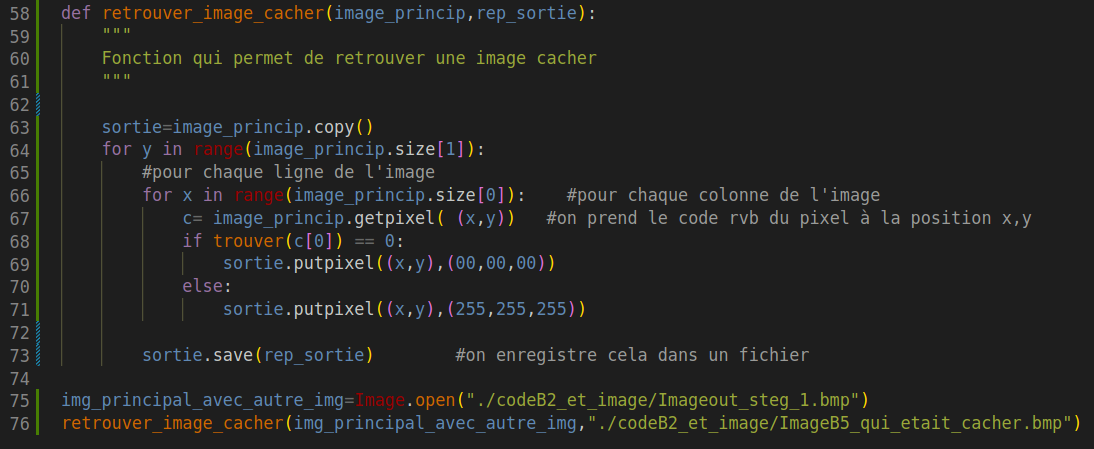 58 def retrouver_image_cacher(image_princip,rep_sortie):
59     """
60     Fonction qui permet de retrouver une image cacher
61     """
62
63     sortie=image_princip.copy()
64     for y in range(image_princip.size[1]):
65         #pour chaque ligne de l'image
66         for x in range(image_princip.size[0]):    #pour chaque colonne de l'image
67             c= image_princip.getpixel( (x,y))   #on prend le code rvb du pixel à la position x,y
68             if trouver(c[0]) == 0:
69                 sortie.putpixel((x,y),(00,00,00))
70             else:
71                 sortie.putpixel((x,y),(255,255,255))
72
73         sortie.save(rep_sortie)        #on enregistre cela dans un fichier
74
75 img_principal_avec_autre_img=Image.open("./codeB2_et_image/Imageout_steg_1.bmp")
76 retrouver_image_cacher(img_principal_avec_autre_img,"./codeB2_et_image/ImageB5_qui_etait_cacher.bmp")